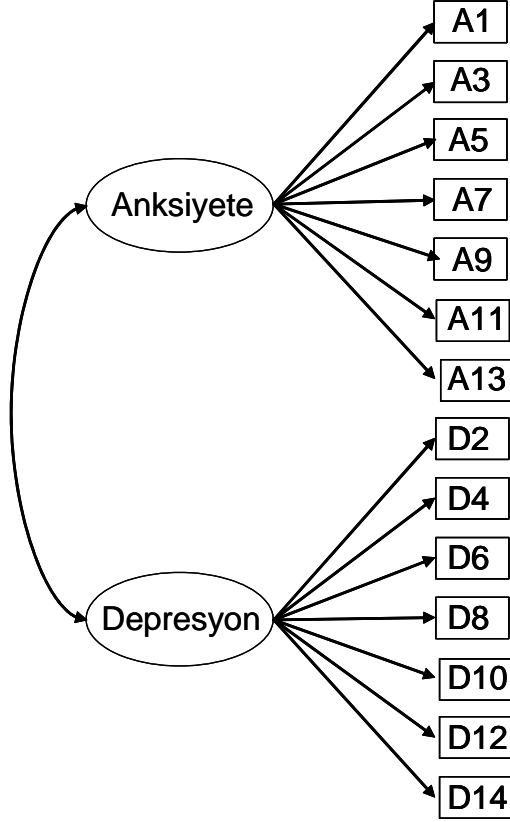 A1
A3
A5
Anksiyete
A7
A9
A11
A13
D2
D4
D6
Depresyon
D8
D10
D12
D14